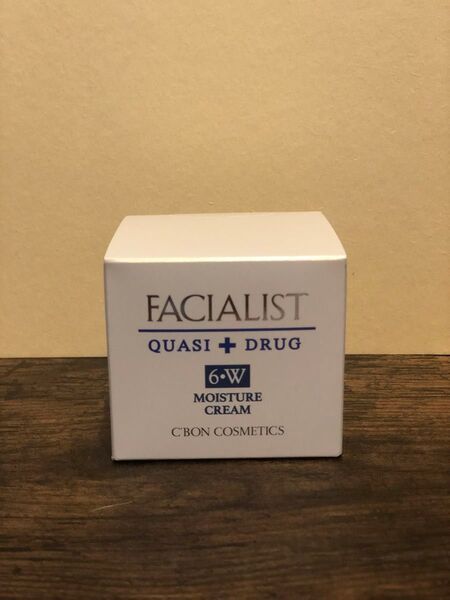 FACIALIST
QUASI + DRUG
6•W
MOISTURE
CREAM
C'BON COSMETICS